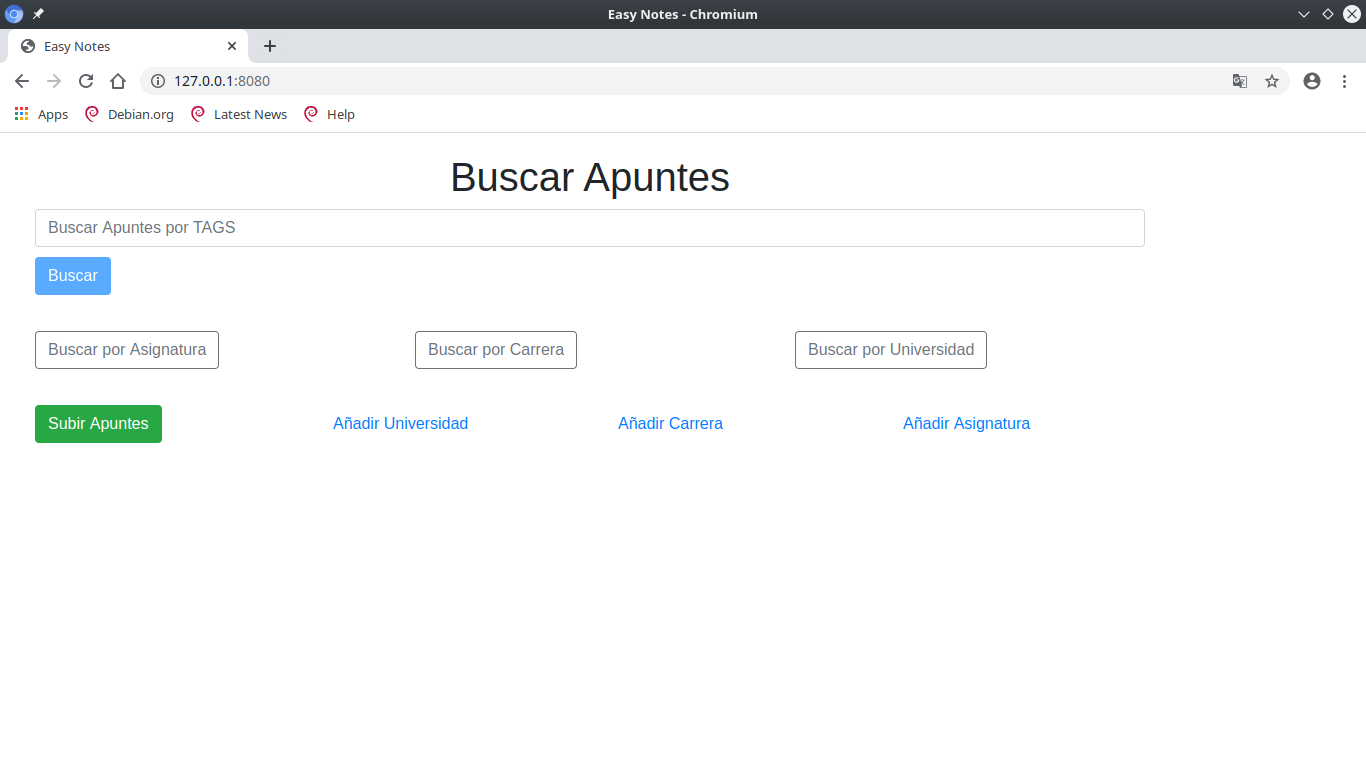 Easy Notes - Chromium
Easy Notes
127.0.0.1:8080
Apps Debian.org Latest News Help
Buscar Apuntes
Buscar Apuntes por TAGS
Buscar
Buscar por Asignatura Buscar por Carrera Buscar por Universidad
Subir Apuntes Añadir Universidad Añadir Carrera Añadir Asignatura